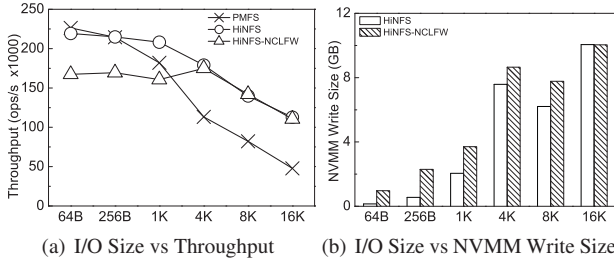 250
200
150
100
50
0
Throughput (ops/s x1000)
PMFS
HiNFS
HiNFS-NCLFW
64B 256B 1K 4K 8K 16K
(a) I/O Size vs Throughput
12
8
4
0
NVMM Write Size (GB)
HiNFS
HiNFS-NCLFW
64B 256B 1K 4K 8K 16K
(b) I/O Size vs NVMM Write Size